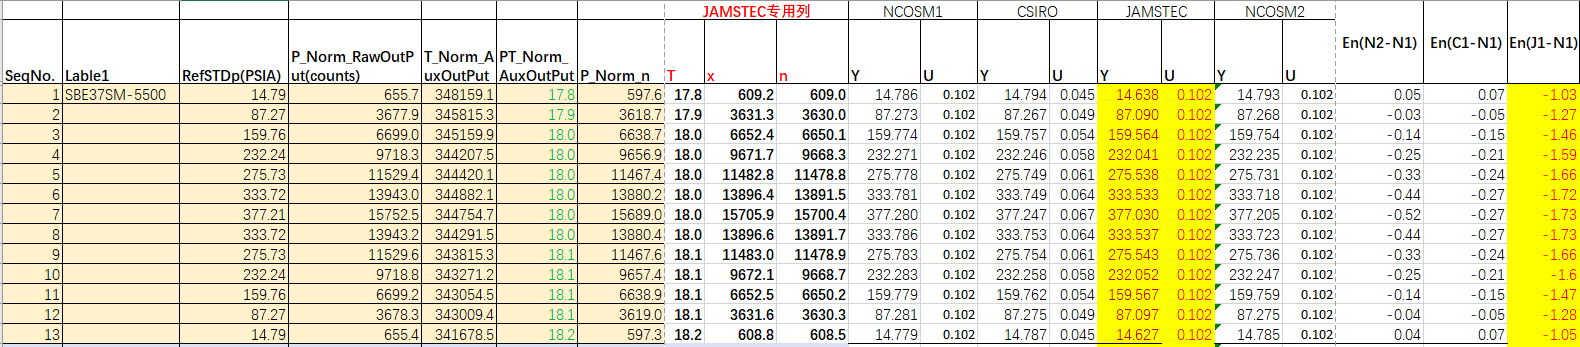 JAMSTEC专用列 NCOSM1 CSIRO JAMSTEC NCOSM2
SeqNo. Lable1 RefSTDp(PSIA) P_Norm_RawOutPut(counts) T_Norm_AuxOutPut PT_Norm_AuxOutPut P_Norm_n T x n Y U Y U Y U Y U En(N2-N1) En(C1-N1) En(J1-N1)
1 SBE37SM-5500 14.79 655.7 348159.1 17.8 597.6 17.8 609.2 609.0 14.786 0.102 14.794 0.045 14.638 0.102 14.793 0.102 0.05 0.07 -1.03
2 87.27 3677.9 345815.3 17.9 3618.7 17.9 3631.3 3630.0 87.273 0.102 87.267 0.049 87.090 0.102 87.268 0.102 -0.03 -0.05 -1.27
3 159.76 6699.0 345159.9 18.0 6638.7 18.0 6652.4 6650.1 159.774 0.102 159.757 0.054 159.564 0.102 159.754 0.102 -0.14 -0.15 -1.46
4 232.24 9718.3 344207.5 18.0 9656.9 18.0 9671.7 9668.3 232.271 0.102 232.246 0.058 232.041 0.102 232.235 0.102 -0.25 -0.21 -1.59
5 275.73 11529.4 344420.1 18.0 11467.4 18.0 11482.8 11478.8 275.778 0.102 275.749 0.061 275.538 0.102 275.731 0.102 -0.33 -0.24 -1.66
6 333.72 13943.0 344882.1 18.0 13880.2 18.0 13896.4 13891.5 333.781 0.102 333.749 0.064 333.533 0.102 333.718 0.102 -0.44 -0.27 -1.72
7 377.21 15752.5 344754.7 18.0 15689.0 18.0 15705.9 15700.4 377.280 0.102 377.247 0.067 377.030 0.102 377.205 0.102 -0.52 -0.27 -1.73
8 333.72 13943.2 344291.5 18.0 13880.4 18.0 13896.6 13891.7 333.786 0.102 333.753 0.064 333.537 0.102 333.723 0.102 -0.44 -0.27 -1.73
9 275.73 11529.6 343815.3 18.1 11467.6 18.1 11483.0 11478.9 275.783 0.102 275.754 0.061 275.543 0.102 275.736 0.102 -0.33 -0.24 -1.66
10 232.24 9718.8 343271.2 18.1 9657.4 18.1 9672.1 9668.7 232.283 0.102 232.258 0.058 232.052 0.102 232.247 0.102 -0.25 -0.21 -1.6
11 159.76 6699.2 343054.5 18.1 6638.9 18.1 6652.5 6650.2 159.779 0.102 159.762 0.054 159.567 0.102 159.759 0.102 -0.14 -0.15 -1.47
12 87.27 3678.3 343009.4 18.1 3619.0 18.1 3631.6 3630.3 87.281 0.102 87.275 0.049 87.097 0.102 87.275 0.102 -0.04 -0.05 -1.28
13 14.79 655.4 341678.5 18.2 597.3 18.2 608.8 608.5 14.779 0.102 14.787 0.045 14.627 0.102 14.785 0.102 0.04 0.07 -1.05